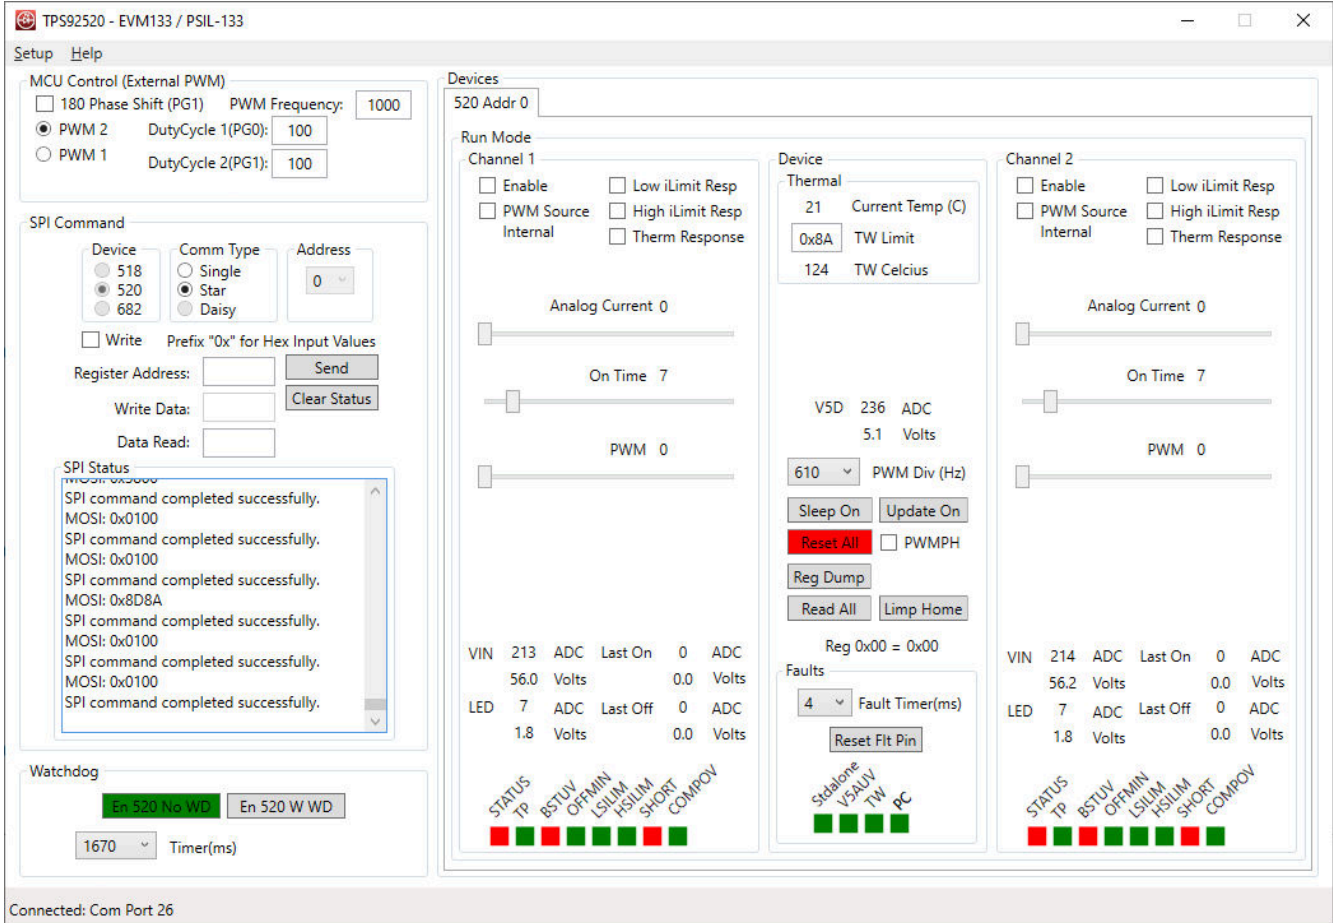 TPS92520 - EVM133 / PSIL-133
Setup Help
MCU Control (External PWM)
180 Phase Shift (PG1) PWM Frequency: 1000
PWM 2 DutyCycle 1(PG0): 100
PWM 1 DutyCycle 2(PG1): 100
SPI Command
Device Comm Type Address
518 Single
520 Star 0
682 Daisy
Write Prefix "0x" for Hex Input Values
Register Address: Send
Write Data: Clear Status
Data Read:
SPI Status
SPI command completed successfully.
MOSI: 0x0100
SPI command completed successfully.
MOSI: 0x0100
SPI command completed successfully.
MOSI: 0x8D8A
SPI command completed successfully.
MOSI: 0x0100
SPI command completed successfully.
MOSI: 0x0100
SPI command completed successfully.
Watchdog
En 520 No WD En 520 W WD
1670 Timer(ms)
Devices
520 Addr 0
Run Mode
Channel 1
Enable Low iLimit Resp
PWM Source Internal High iLimit Resp
Therm Response
Analog Current 0
On Time 7
PWM 0
VIN 213 ADC Last On 0 ADC
56.0 Volts 0.0 Volts
LED 7 ADC Last Off 0 ADC
1.8 Volts 0.0 Volts
STATUS TP BSTUV OFFMIN LSILIM HSILIM SHORT COMPOV
Device
Thermal
21 Current Temp (C)
0x8A TW Limit
124 TW Celcius
V5D 236 ADC
5.1 Volts
610 PWM Div (Hz)
Sleep On Update On
Reset All PWMPH
Reg Dump
Read All Limp Home
Reg 0x00 = 0x00
Faults
4 Fault Timer(ms)
Reset Flt Pin
Stdalone V5AUV TW PC
Channel 2
Enable Low iLimit Resp
PWM Source Internal High iLimit Resp
Therm Response
Analog Current 0
On Time 7
PWM 0
VIN 214 ADC Last On 0 ADC
56.2 Volts 0.0 Volts
LED 7 ADC Last Off 0 ADC
1.8 Volts 0.0 Volts
STATUS TP BSTUV OFFMIN LSILIM HSILIM SHORT COMPOV
Connected: Com Port 26